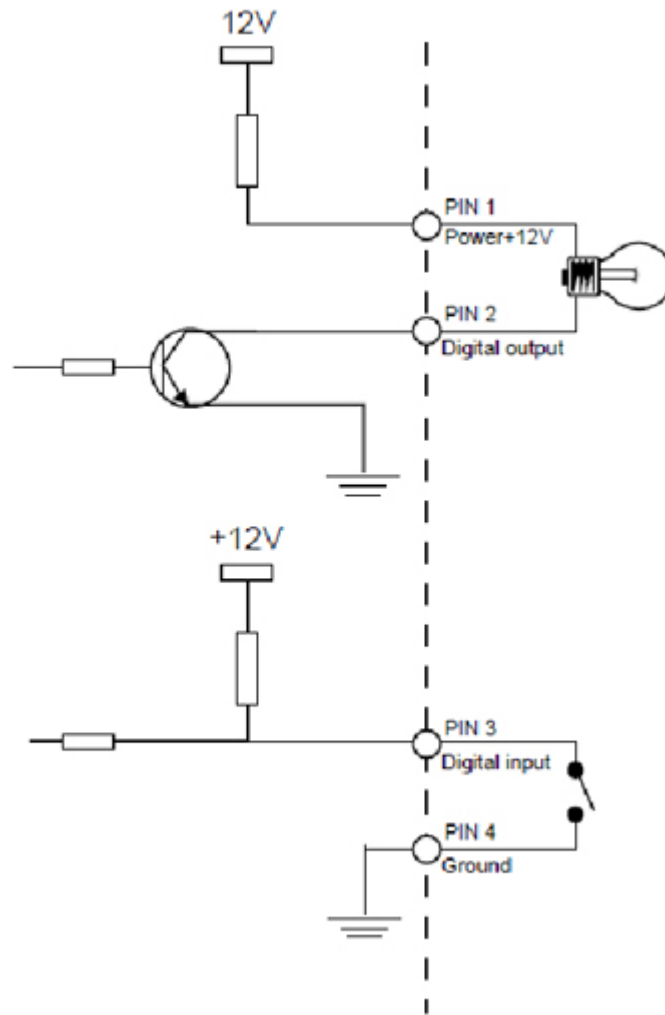 12V
PIN 1
Power+12V
PIN 2
Digital output
+12V
PIN 3
Digital input
PIN 4
Ground